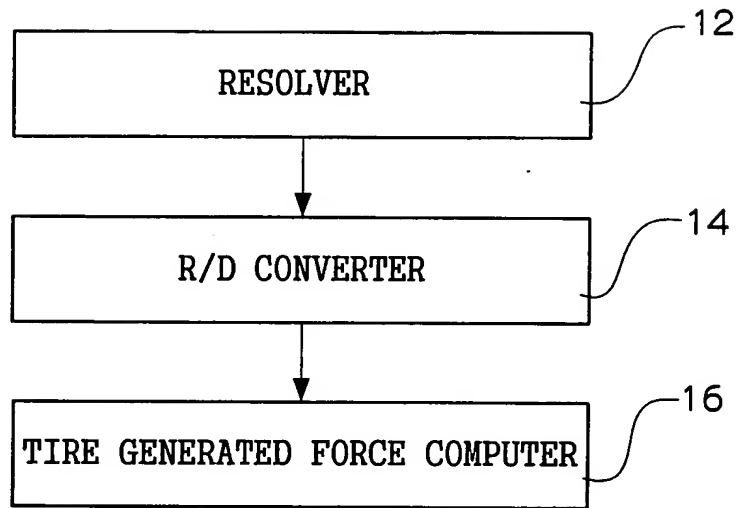 12
RESOLVER
14
R/D CONVERTER
16
TIRE GENERATED FORCE COMPUTER